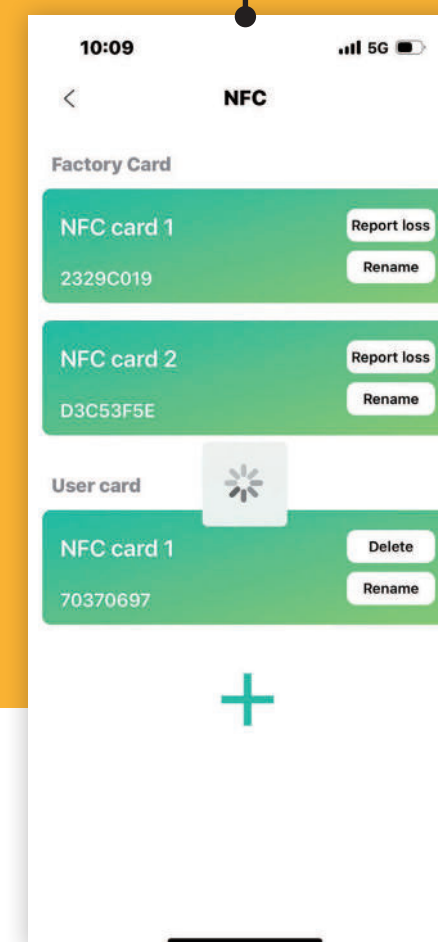 10:09 5G
NFC
Factory Card
NFC card 1 Report loss
2329C019 Rename
NFC card 2 Report loss
D3C53F5E Rename
User card
NFC card 1 Delete
70370697 Rename